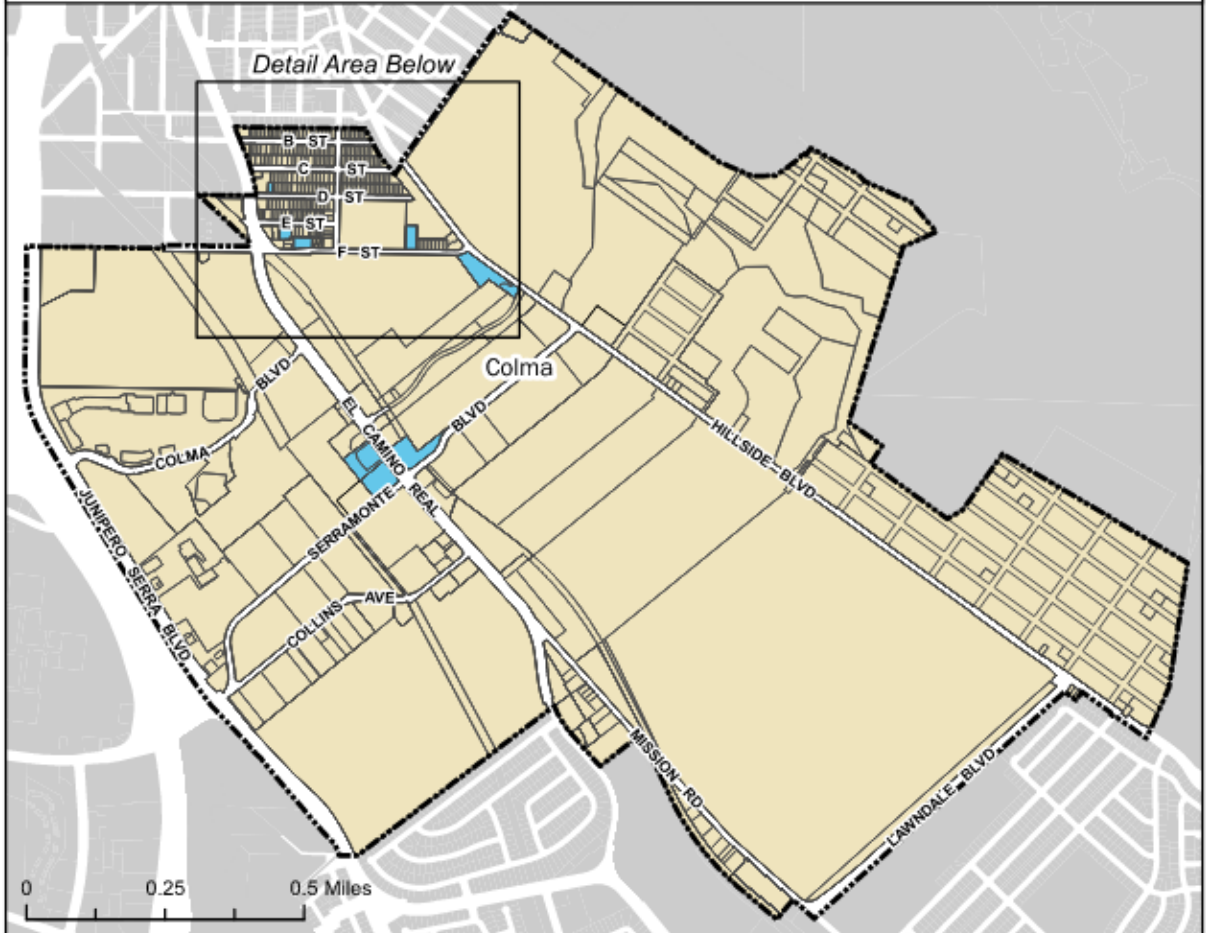 Detail Area Below
B ST
C ST
D ST
E ST
F ST
Colma
COLMA BLVD
EL CAMINO REAL
SERRAMONTE BLVD
HILLSIDE BLVD
JUNIPERO SERRA BLVD
COLLINS AVE
MISSION RD
LAWNDALE BLVD
0 0.25 0.5 Miles